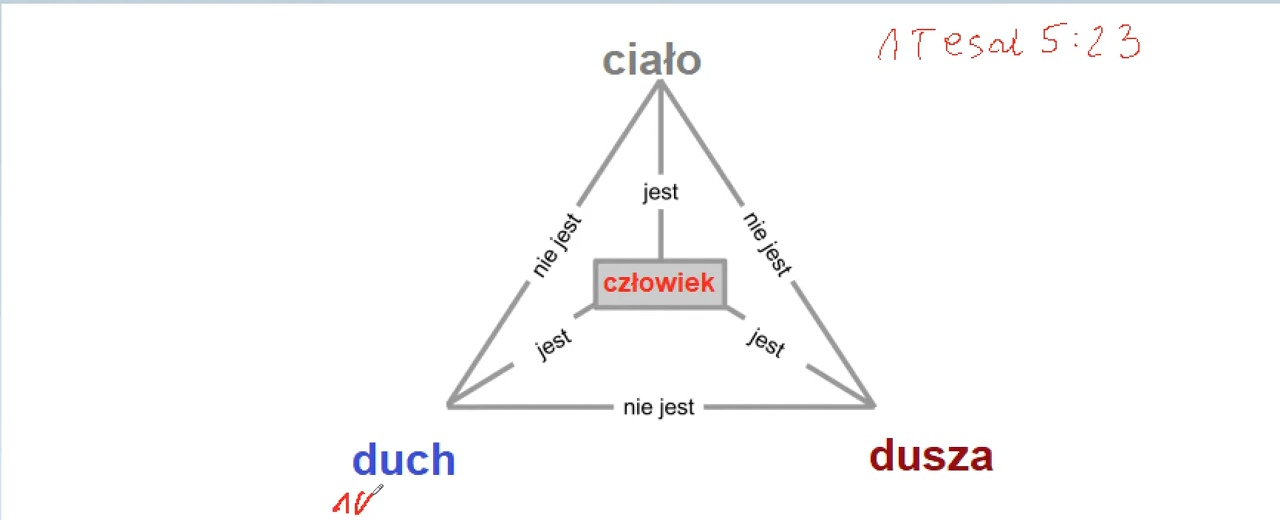 1 Tesal 5:23
ciało
jest
nie jest
nie jest
człowiek
jest
jest
nie jest
duch
dusza